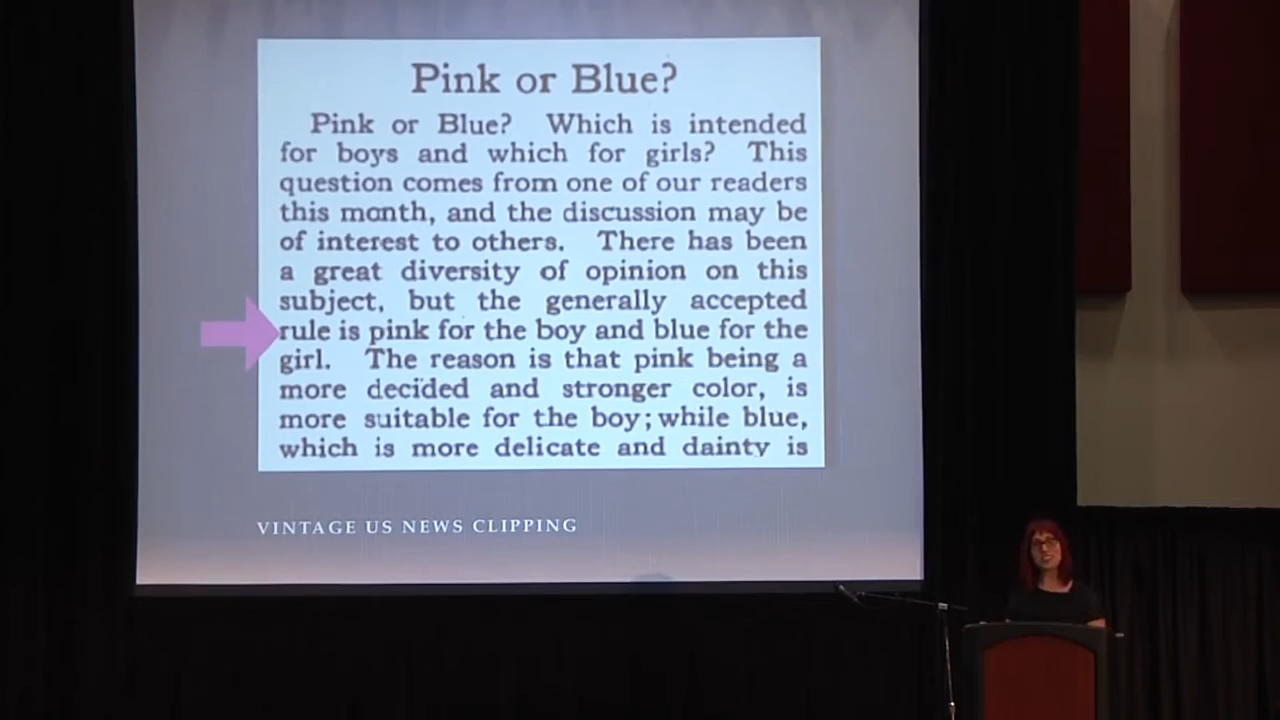 Pink or Blue?
Pink or Blue? Which is intended
for boys and which for girls? This
question comes from one of our readers
this month, and the discussion may be
of interest to others. There has been
a great diversity of opinion on this
subject, but the generally accepted
rule is pink for the boy and blue for the
girl. The reason is that pink being a
more decided and stronger color, is
more suitable for the boy; while blue,
which is more delicate and dainty is
VINTAGE US NEWS CLIPPING